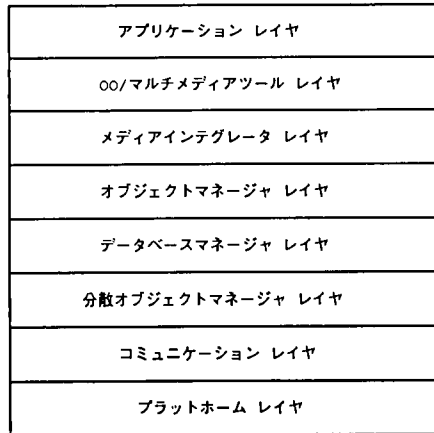 アプリケーション レイヤ
OO/マルチメディアツール レイヤ
メディアインテグレータ レイヤ
オブジェクトマネージャ レイヤ
データベースマネージャ レイヤ
分散オブジェクトマネージャ レイヤ
コミュニケーション レイヤ
プラットホーム レイヤ